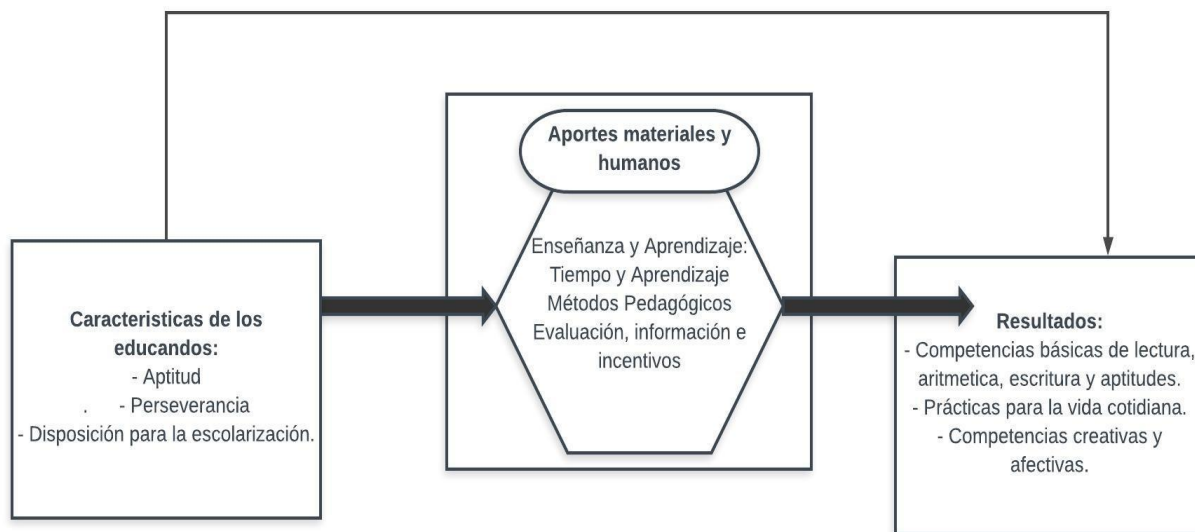 Aportes materiales y
humanos
Enseñanza y Aprendizaje:
Tiempo y Aprendizaje
Métodos Pedagógicos
Evaluación, información e
incentivos
Caracteristicas de los
educandos:
- Aptitud
. - Perseverancia
- Disposición para la escolarización.
Resultados:
- Competencias básicas de lectura,
aritmetica, escritura y aptitudes.
- Prácticas para la vida cotidiana.
- Competencias creativas y
afectivas.